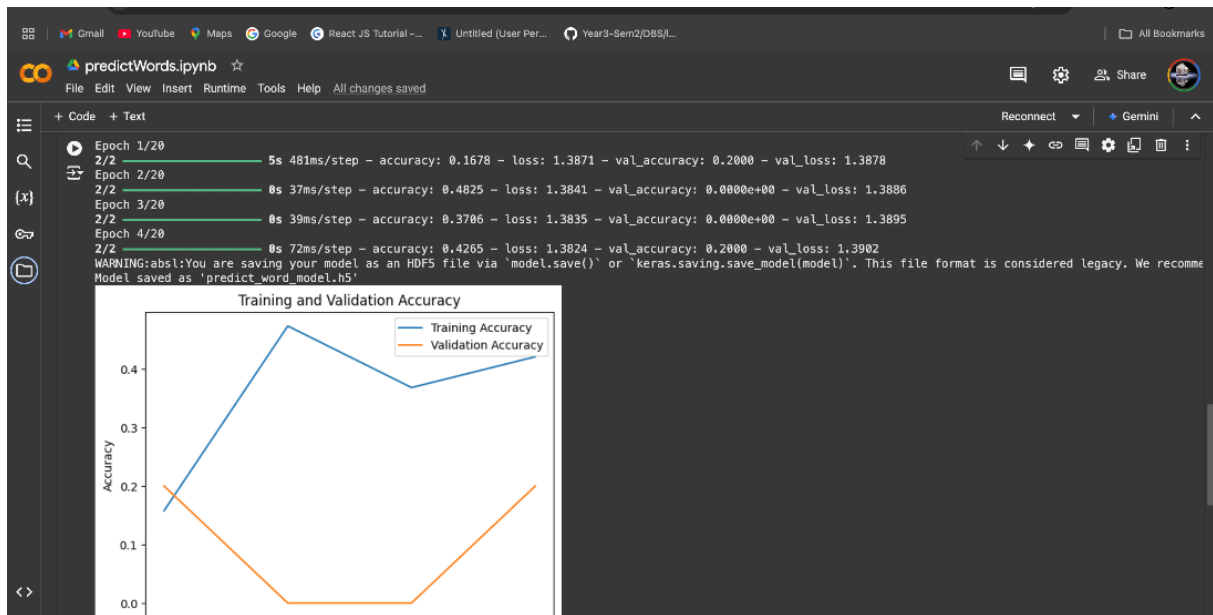 Gmail YouTube Maps Google React JS Tutorial -... Untitled (User Per... Year3-Sem2/DBS/l... All Bookmarks
CO predictWords.ipynb Share
File Edit View Insert Runtime Tools Help All changes saved
+ Code + Text Reconnect Gemini
Epoch 1/20
2/2 5s 481ms/step - accuracy: 0.1678 - loss: 1.3871 - val_accuracy: 0.2000 - val_loss: 1.3878
Epoch 2/20
2/2 0s 37ms/step - accuracy: 0.4825 - loss: 1.3841 - val_accuracy: 0.0000e+00 - val_loss: 1.3886
Epoch 3/20
{x}
2/2 0s 39ms/step - accuracy: 0.3706 - loss: 1.3835 - val_accuracy: 0.0000e+00 - val_loss: 1.3895
Epoch 4/20
2/2 0s 72ms/step - accuracy: 0.4265 - loss: 1.3824 - val_accuracy: 0.2000 - val_loss: 1.3902
WARNING:absl:You are saving your model as an HDF5 file via `model.save()` or `keras.saving.save_model(model)`. This file format is considered legacy. We recomme
Model saved as 'predict_word_model.h5'
Training and Validation Accuracy
Training Accuracy
Validation Accuracy
0.4
0.3
Accuracy
0.2
0.1
0.0
<>